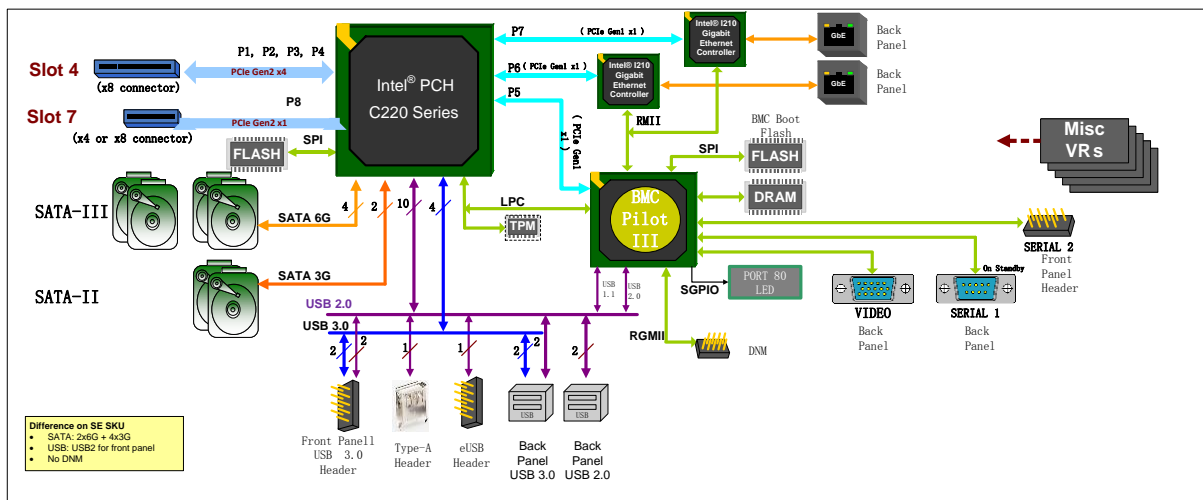 Slot 4
(x8 connector)
P1, P2, P3, P4
PCIe Gen2 x4
Slot 7
(x4 or x8 connector)
P8
PCIe Gen2 x1
SPI
FLASH
Intel® PCH
C220 Series
P7
( PCIe Gen1 x1 )
P6
( PCIe Gen1 x1 )
P5
( PCIe Gen1
x1 )
Intel® I210
Gigabit
Ethernet
Controller
Intel® I210
Gigabit
Ethernet
Controller
GbE
Back
Panel
GbE
Back
Panel
RMII
BMC Boot
Flash
SPI
FLASH
DRAM
BMC
Pilot
III
Misc
VRs
SATA-III
SATA 6G
4
2
10
4
LPC
TPM
SATA-II
SATA 3G
SERIAL 2
Front
Panel
Header
On Standby
VIDEO
Back
Panel
SERIAL 1
Back
Panel
USB
1.1
USB
2.0
SGPIO
PORT 80
LED
RGMII
DNM
USB 2.0
USB 3.0
2
2
1
1
2
2
2
USB
USB
Front Panell
USB 3.0
Header
Type-A
Header
eUSB
Header
Back
Panel
USB 3.0
Back
Panel
USB 2.0
Difference on SE SKU
• SATA: 2x6G + 4x3G
• USB: USB2 for front panel
• No DNM